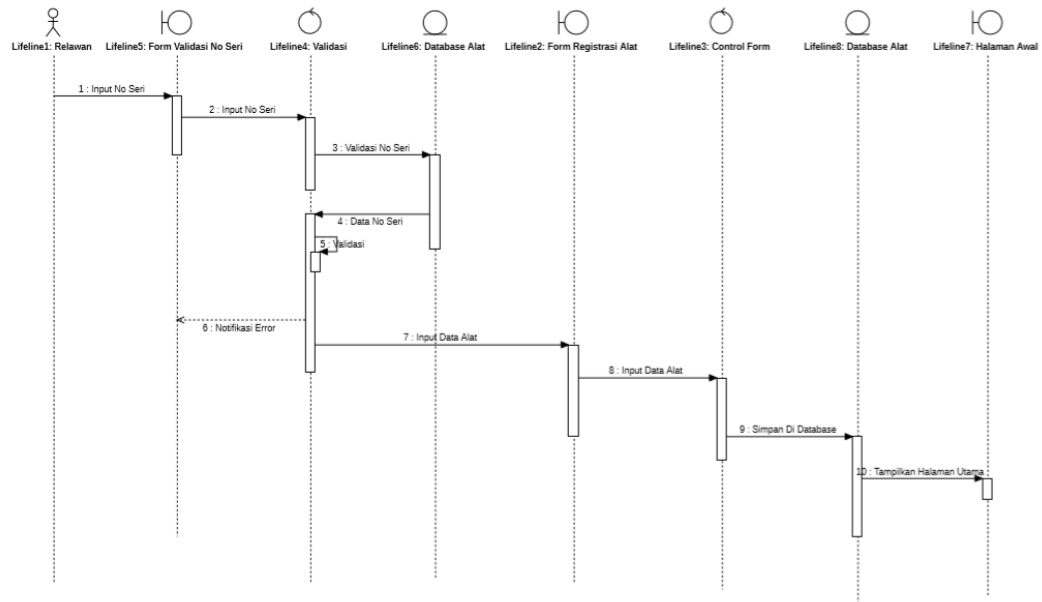 Lifeline1: Relawan
Lifeline5: Form Validasi No Seri
Lifeline4: Validasi
Lifeline6: Database Alat
Lifeline2: Form Registrasi Alat
Lifeline3: Control Form
Lifeline8: Database Alat
Lifeline7: Halaman Awal
1 : Input No Seri
2 : Input No Seri
3 : Validasi No Seri
4 : Data No Seri
5 : Validasi
6 : Notifikasi Error
7 : Input Data Alat
8 : Input Data Alat
9 : Simpan Di Database
10 : Tampilkan Halaman Utama